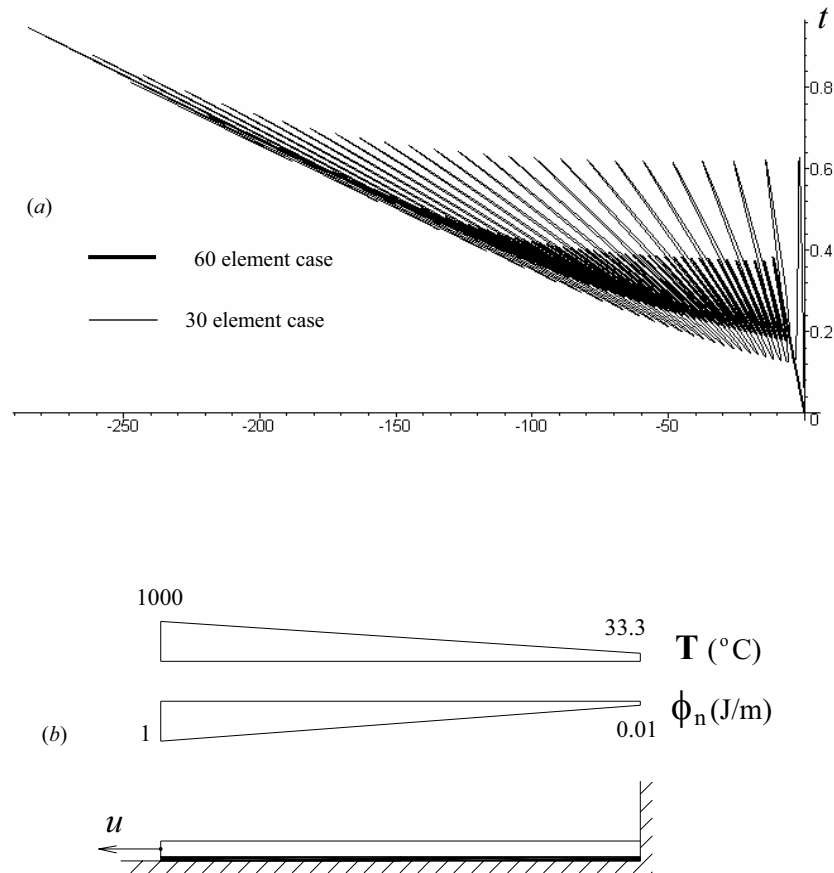 t
0.8
0.6
(a)
60 element case
0.4
30 element case
0.2
0
-250 -200 -150 -100 -50
1000
33.3
T (°C)
ϕn (J/m)
(b)
1
0.01
u